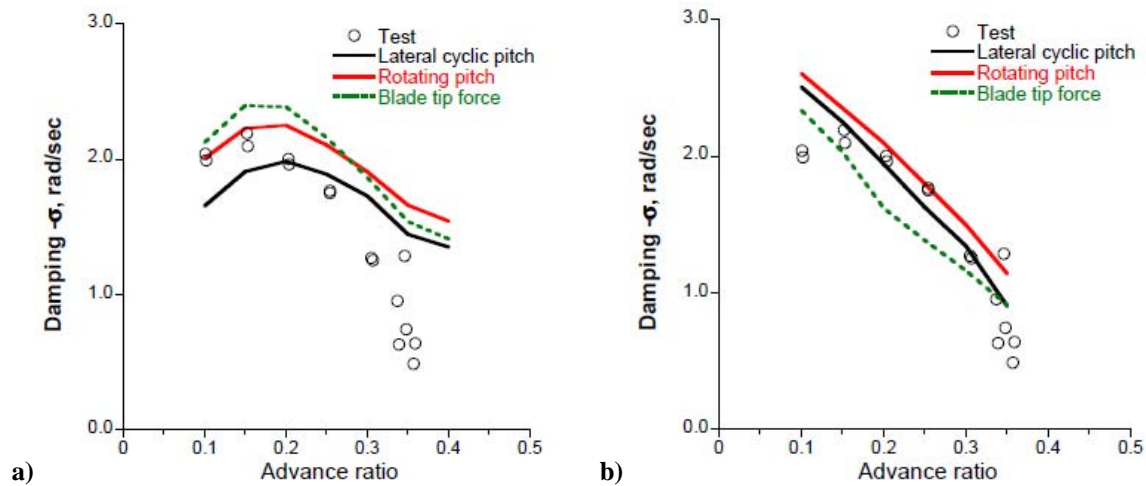 3.0
Test
Lateral cyclic pitch
Rotating pitch
Blade tip force
2.0
Damping -σ, rad/sec
1.0
0.0
0 0.1 0.2 0.3 0.4 0.5
a) Advance ratio
3.0
Test
Lateral cyclic pitch
Rotating pitch
Blade tip force
2.0
Damping -σ, rad/sec
1.0
0.0
0 0.1 0.2 0.3 0.4 0.5
b) Advance ratio